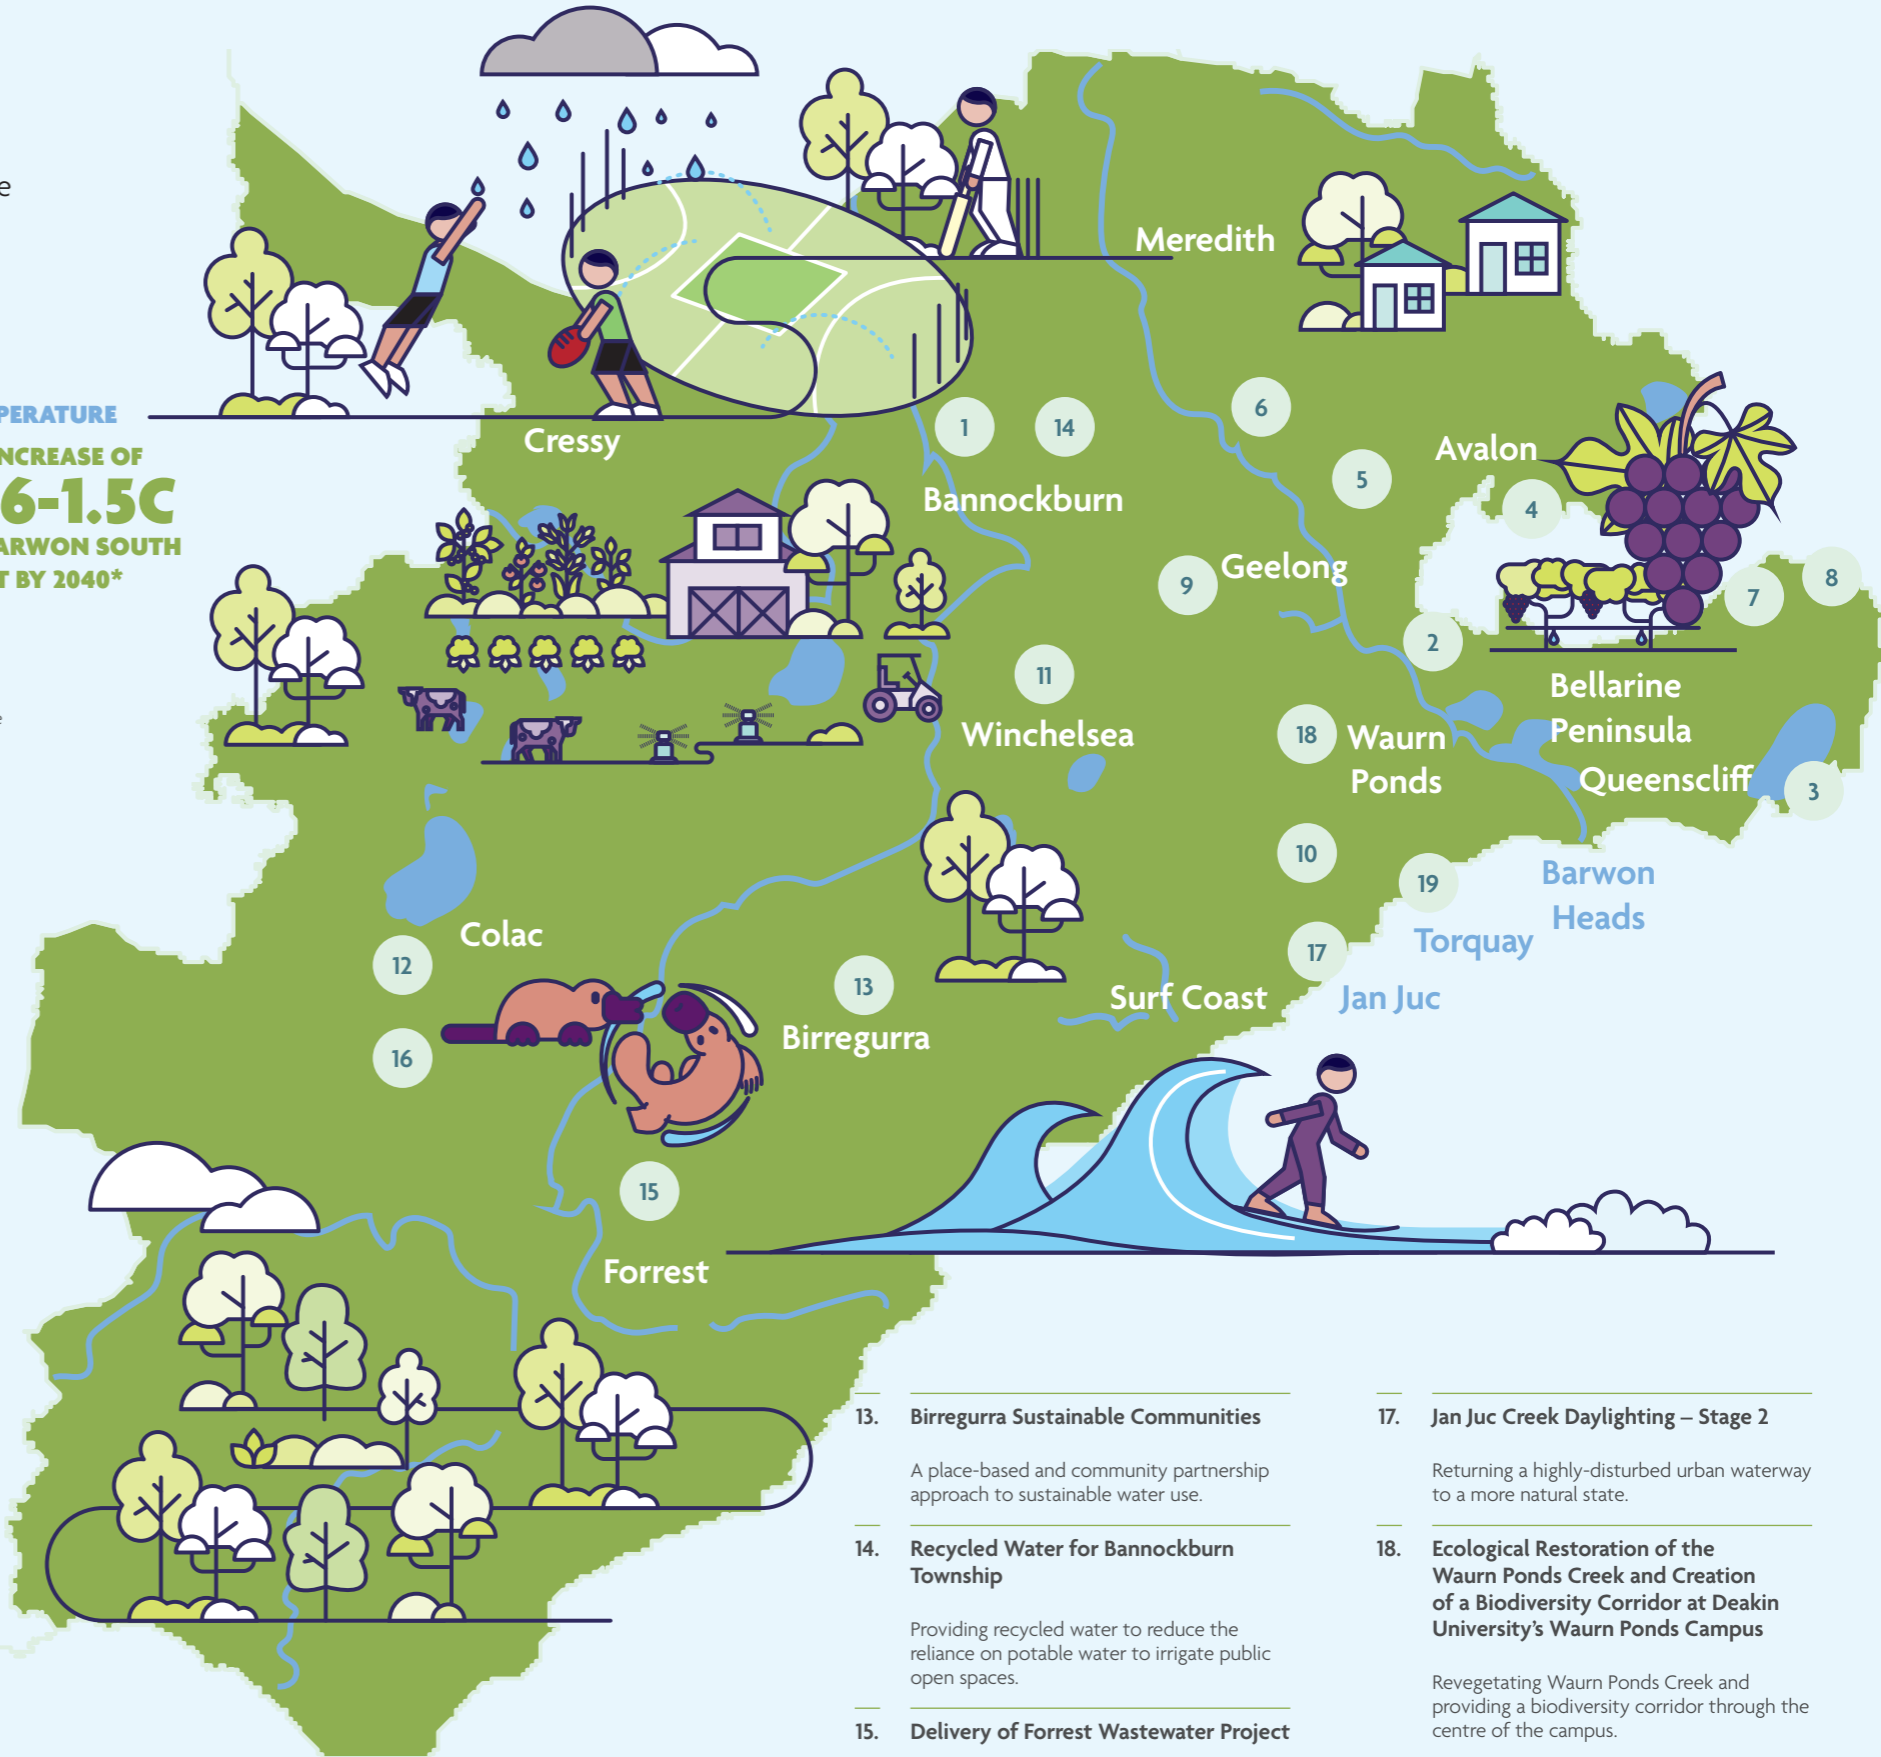 e
PERATURE
NCREASE OF
6-1.5C
ARWON SOUTH
T BY 2040*
e
Meredith
Cressy
1
14
6
Bannockburn
5
Avalon
4
9
Geelong
7
8
2
11
Winchelsea
18
Waurn
Ponds
Bellarine
Peninsula
Queenscliff
3
10
19
Barwon
Heads
Torquay
17
Jan Juc
Surf Coast
Colac
12
13
Birregurra
16
15
Forrest
13. Birregurra Sustainable Communities
A place-based and community partnership
approach to sustainable water use.
14. Recycled Water for Bannockburn
Township
Providing recycled water to reduce the
reliance on potable water to irrigate public
open spaces.
15. Delivery of Forrest Wastewater Project
17. Jan Juc Creek Daylighting – Stage 2
Returning a highly-disturbed urban waterway
to a more natural state.
18. Ecological Restoration of the
Waurn Ponds Creek and Creation
of a Biodiversity Corridor at Deakin
University’s Waurn Ponds Campus
Revegetating Waurn Ponds Creek and
providing a biodiversity corridor through the
centre of the campus.